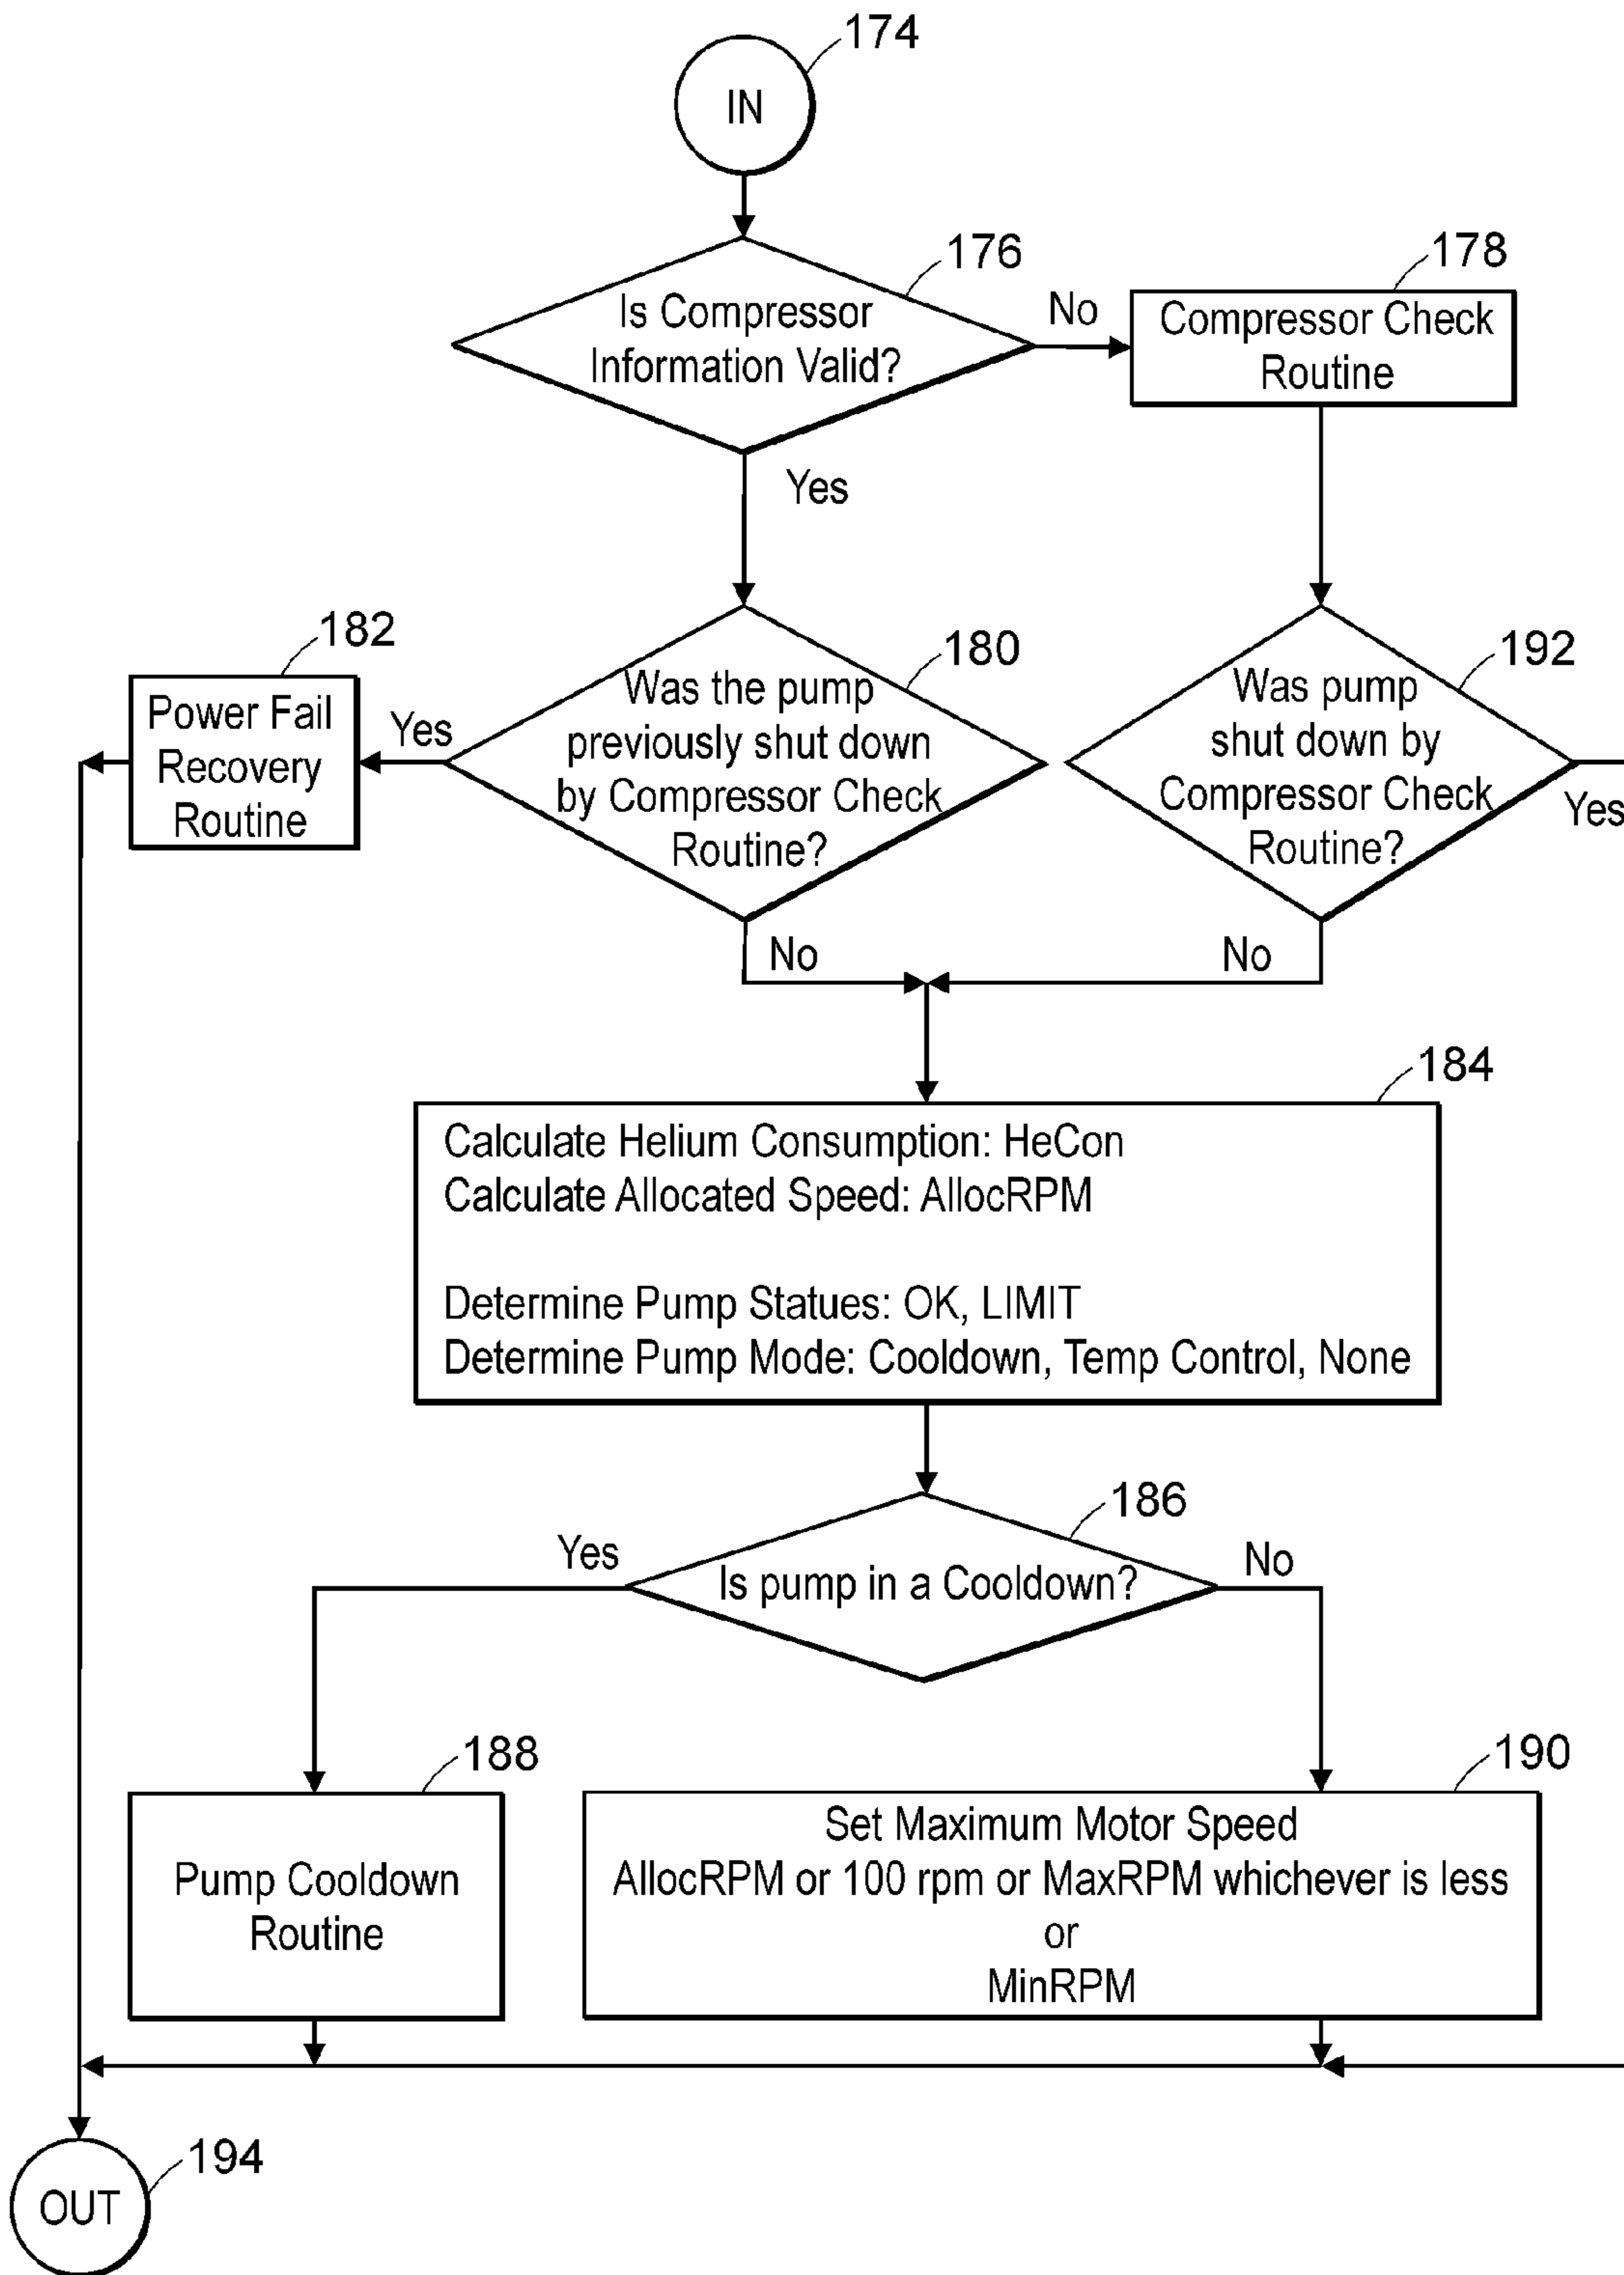 174
IN
176
Is Compressor
Information Valid?
No
178
Compressor Check
Routine
Yes
182
Power Fail
Recovery
Routine
Yes
180
Was the pump
previously shut down
by Compressor Check
Routine?
192
Was pump
shut down by
Compressor Check
Routine?
Yes
No
No
184
Calculate Helium Consumption: HeCon
Calculate Allocated Speed: AllocRPM
Determine Pump Statues: OK, LIMIT
Determine Pump Mode: Cooldown, Temp Control, None
186
Yes
Is pump in a Cooldown?
No
188
Pump Cooldown
Routine
190
Set Maximum Motor Speed
AllocRPM or 100 rpm or MaxRPM whichever is less
or
MinRPM
194
OUT